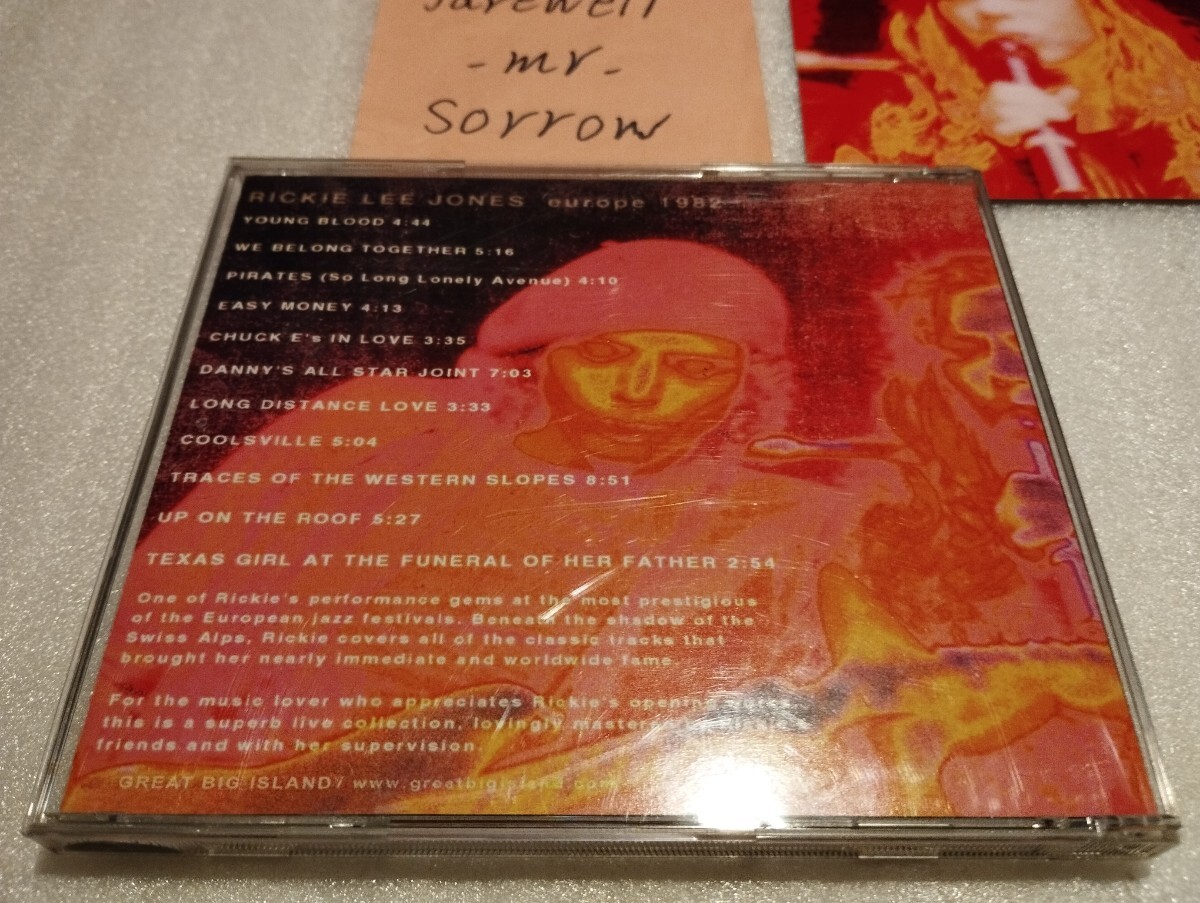 farewell
- mr -
Sorrow
RICKIE LEE JONES europe 1982
YOUNG BLOOD 4:44
WE BELONG TOGETHER 5:16
PIRATES (So Long Lonely Avenue) 4:10
EASY MONEY 4:13
CHUCK E's IN LOVE 3:35
DANNY'S ALL STAR JOINT 7:03
LONG DISTANCE LOVE 3:33
COOLSVILLE 5:04
TRACES OF THE WESTERN SLOPES 8:51
UP ON THE ROOF 5:27
TEXAS GIRL AT THE FUNERAL OF HER FATHER 2:54
One of Rickie's performance gems at the most prestigious
of the European jazz festivals. Beneath the shadow of the
Swiss Alps, Rickie covers all of the classic tracks that
brought her nearly immediate and worldwide fame.
For the music lover who appreciates Rickie's opening
this is a superb live collection, lovingly
friends and with her supervision.
GREAT BIG ISLAND / www.greatbigisland.com